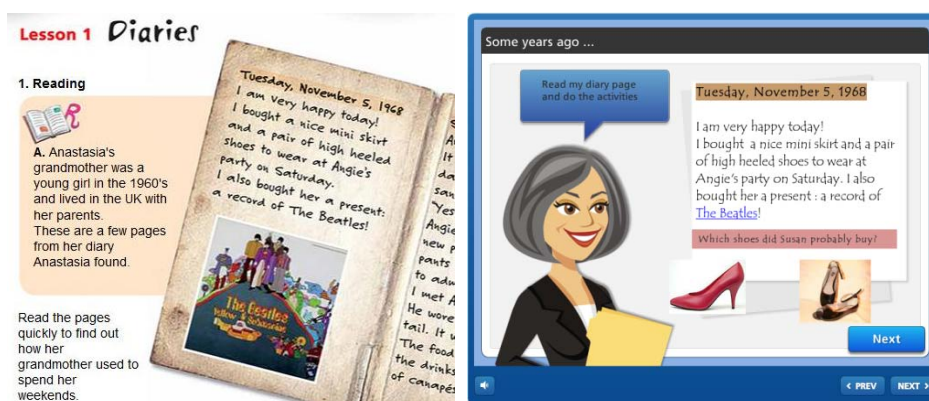 Lesson 1 Diaries
1. Reading
A. Anastasia's
grandmother was a
young girl in the 1960's
and lived in the UK with
her parents.
These are a few pages
from her diary
Anastasia found.
Read the pages
quickly to find out
how her
grandmother used to
spend her
weekends.
Tuesday, November 5, 1968
I am very happy today!
I bought a nice mini skirt
and a pair of high heeled
shoes to wear at Angie's
party on Saturday.
I also bought her a present:
a record of The Beatles!
The Beatles
Yellow Submarine
It
"Yes
Angie
new
pants
to
I met
He wore
tail. It
The food
the drinks
of canapés
Some years ago ...
Read my diary page
and do the activities
Tuesday, November 5, 1968
I am very happy today!
I bought a nice mini skirt and a pair
of high heeled shoes to wear at
Angie's party on Saturday. I also
bought her a present : a record of
The Beatles!
Which shoes did Susan probably buy?
Next
< PREV
NEXT >